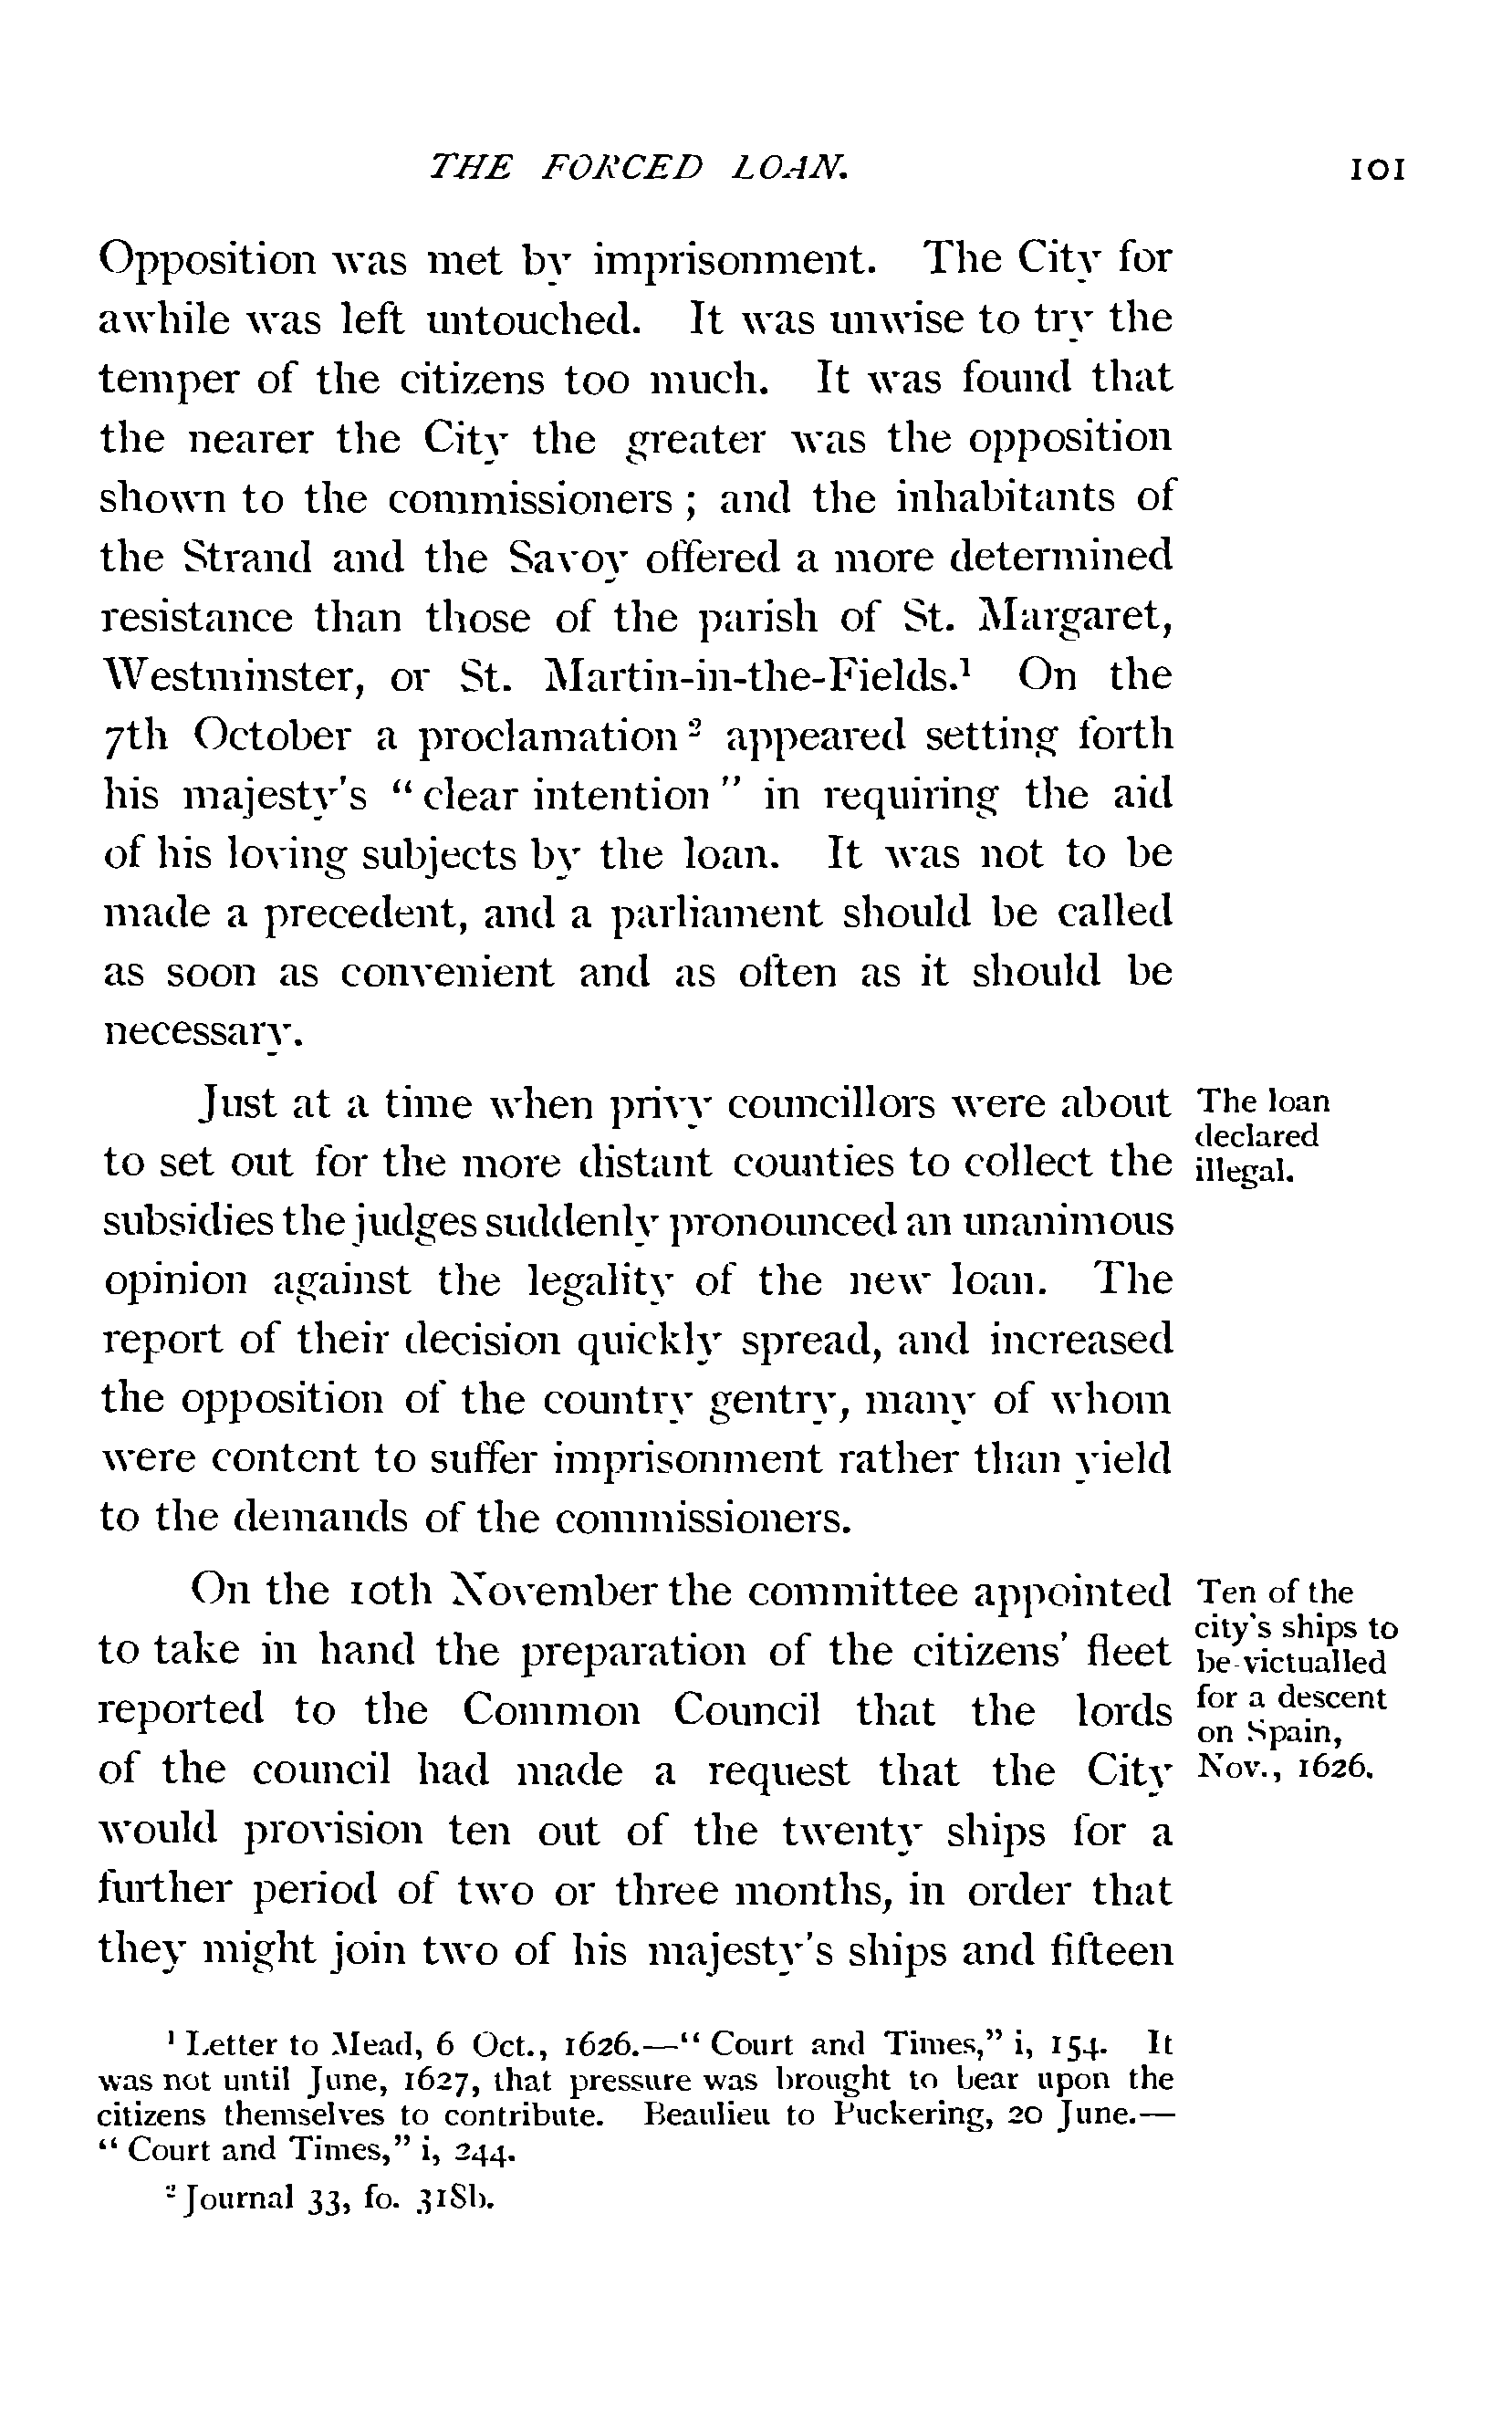 THE FORCED LOAN. 101
Opposition was met by imprisonment. The City for
awhile was left untouched. It was unwise to try the
temper of the citizens too much. It was found that
the nearer the City the greater was the opposition
shown to the commissioners; and the inhabitants of
the Strand and the Savoy offered a more determined
resistance than those of the parish of St. Margaret,
Westminster, or St. Martin-in-the-Fields.¹ On the
7th October a proclamation² appeared setting forth
his majesty's "clear intention" in requiring the aid
of his loving subjects by the loan. It was not to be
made a precedent, and a parliament should be called
as soon as convenient and as often as it should be
necessary.
Just at a time when privy councillors were about
to set out for the more distant counties to collect the
subsidies the judges suddenly pronounced an unanimous
opinion against the legality of the new loan. The
report of their decision quickly spread, and increased
the opposition of the country gentry, many of whom
were content to suffer imprisonment rather than yield
to the demands of the commissioners.
The loan
declared
illegal.
On the 10th November the committee appointed
to take in hand the preparation of the citizens' fleet
reported to the Common Council that the lords
of the council had made a request that the City
would provision ten out of the twenty ships for a
further period of two or three months, in order that
they might join two of his majesty's ships and fifteen
Ten of the
city's ships to
be victualled
for a descent
on Spain,
Nov., 1626.
¹ Letter to Mead, 6 Oct., 1626.—"Court and Times," i, 154. It
was not until June, 1627, that pressure was brought to bear upon the
citizens themselves to contribute. Beaulieu to Puckering, 20 June.—
"Court and Times," i, 244.
² Journal 33, fo. 318b.